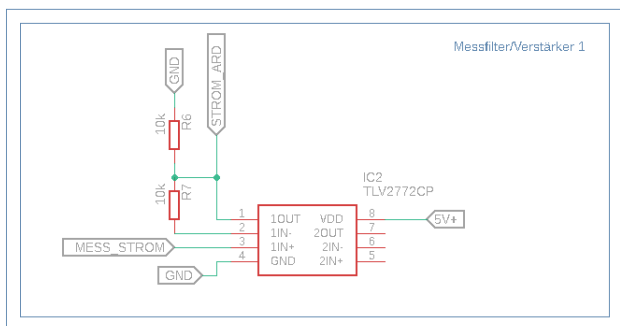 Messfilter/Verstärker 1
GND
STROM_ARD
10k
R6
10k
R7
IC2
TLV2772CP
1
1OUT
VDD
8
5V+
2
1IN-
2OUT
7
MESS_STROM
3
1IN+
2IN-
6
GND
4
GND
2IN+
5